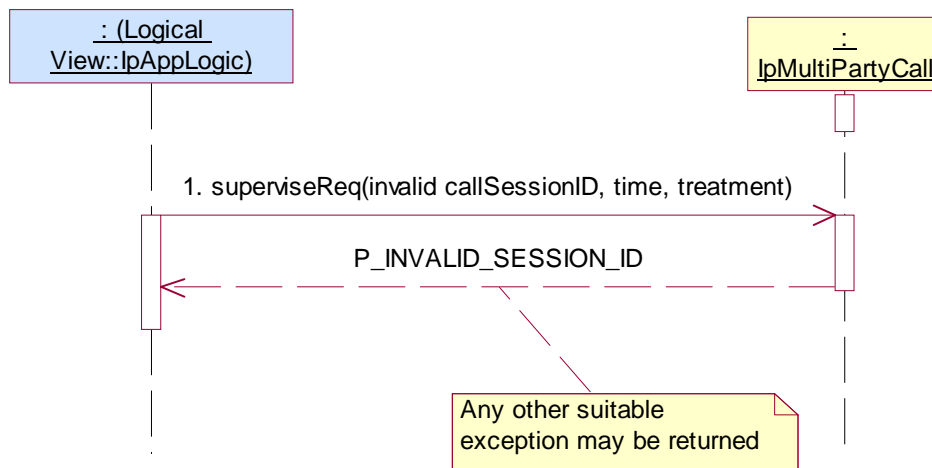 : (Logical
View::IpAppLogic)
:
IpMultiPartyCall
1. superviseReq(invalid callSessionID, time, treatment)
P_INVALID_SESSION_ID
Any other suitable
exception may be returned